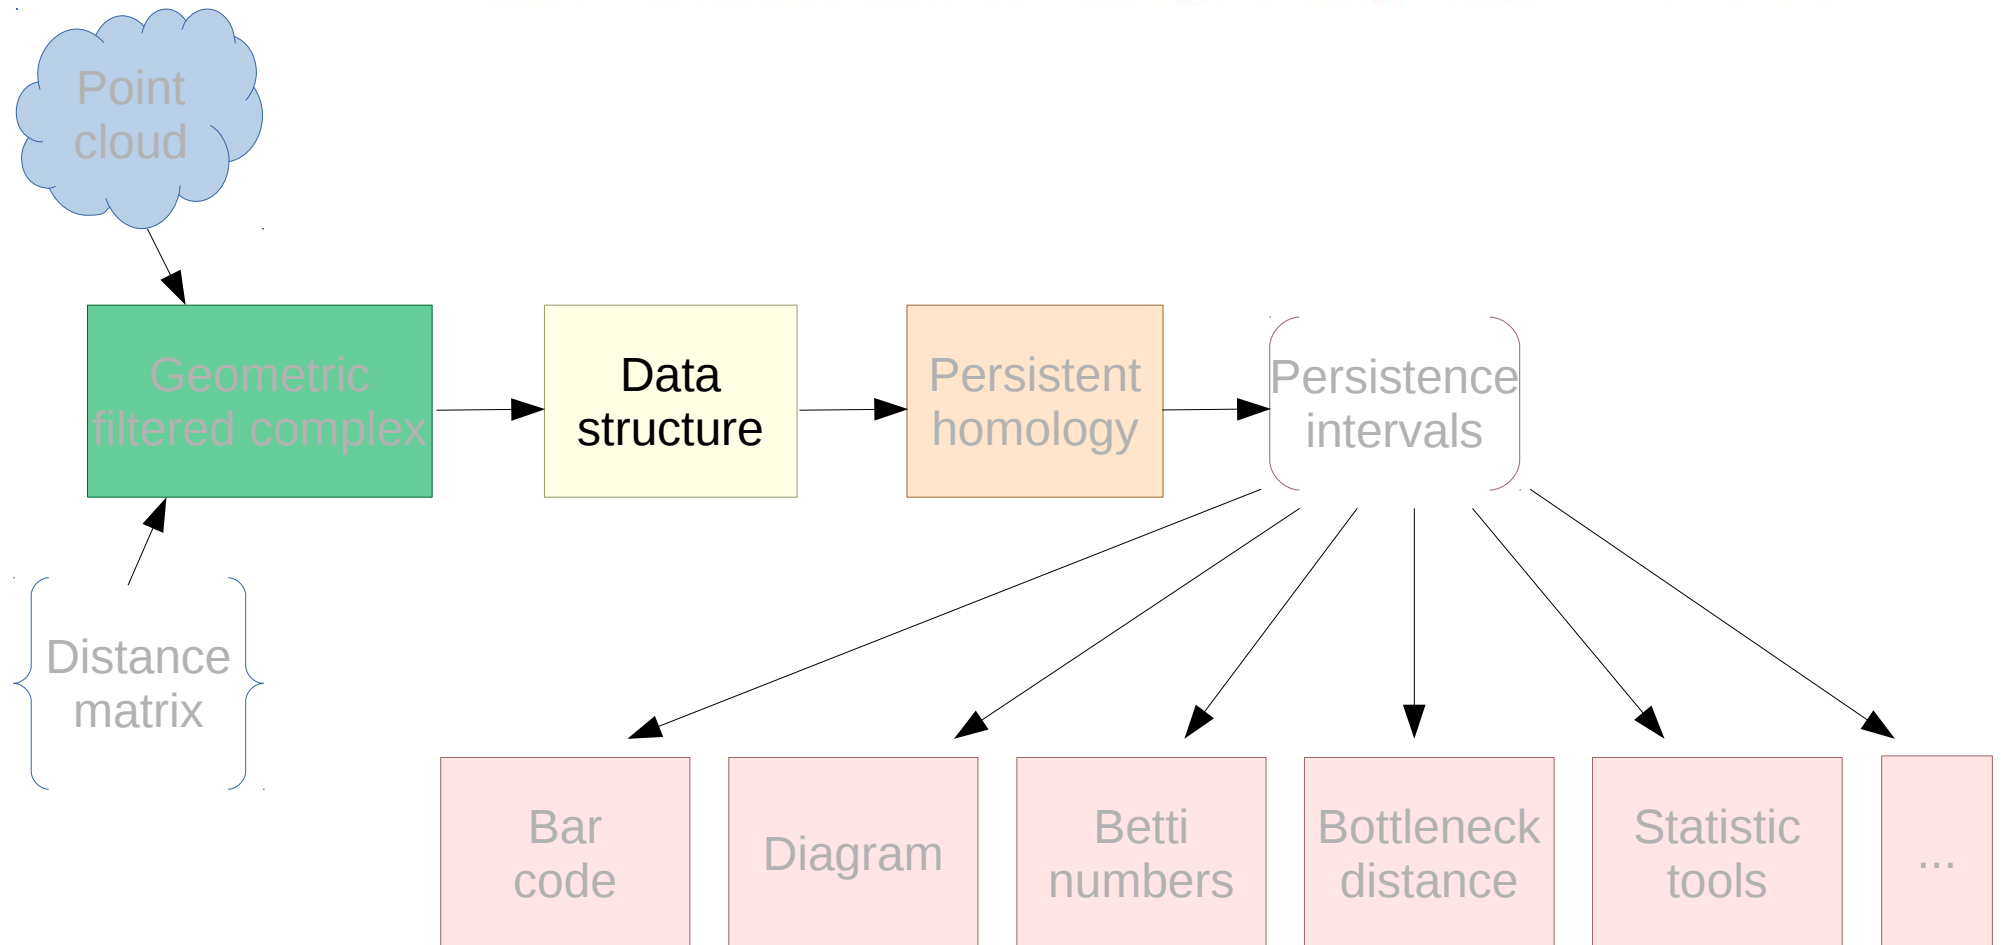 Point
cloud
Geometric
filtered complex
Data
structure
Persistent
homology
Persistence
intervals
Distance
matrix
Bar
code
Diagram
Betti
numbers
Bottleneck
distance
Statistic
tools
...